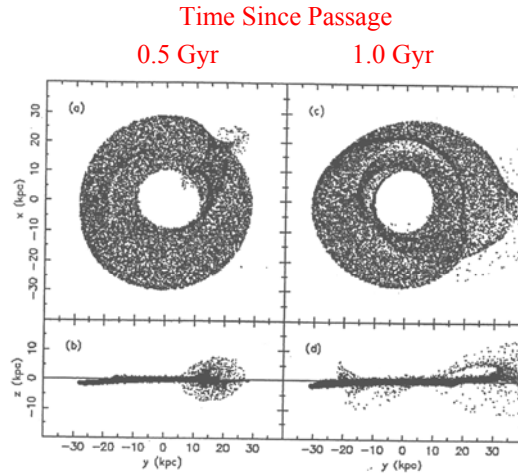 Time Since Passage
0.5 Gyr 1.0 Gyr
(a) (c)
x (kpc)
30
20
10
0
−10
−20
−30
(b) (d)
z (kpc)
10
0
−10
−30 −20 −10 0 10 20 30 −30 −20 −10 0 10 20 30
y (kpc) y (kpc)